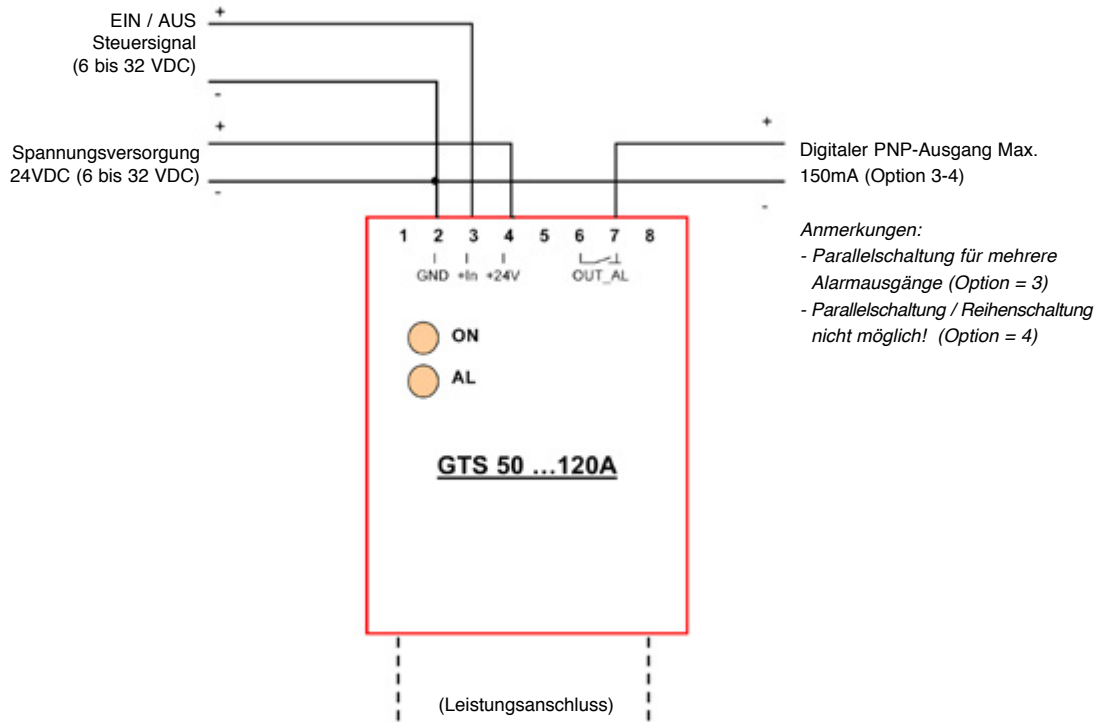 EIN / AUS
Steuersignal
(6 bis 32 VDC)
+
-
Spannungsversorgung
24VDC (6 bis 32 VDC)
+
-
+
-
Digitaler PNP-Ausgang Max.
150mA (Option 3-4)
Anmerkungen:
- Parallelschaltung für mehrere
Alarmausgänge (Option = 3)
- Parallelschaltung / Reihenschaltung
nicht möglich! (Option = 4)
1 2 3 4 5 6 7 8
GND +In +24V OUT_AL
ON
AL
GTS 50 ...120A
(Leistungsanschluss)